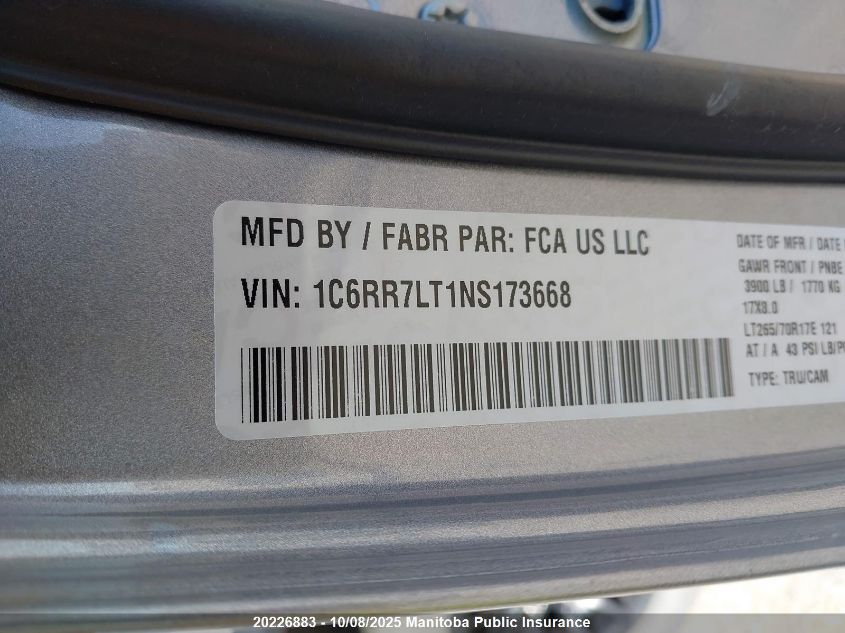 MFD BY / FABR PAR: FCA US LLC
VIN: 1C6RR7LT1NS173668
DATE OF MFR / DATE
GAWR FRONT / PNBE
3900 LB / 1770 KG
17X8.0
LT265/70R17E 121
AT / A 43 PSI LB/PO
TYPE: TRU/CAM
20226883 - 10/08/2025 Manitoba Public Insurance